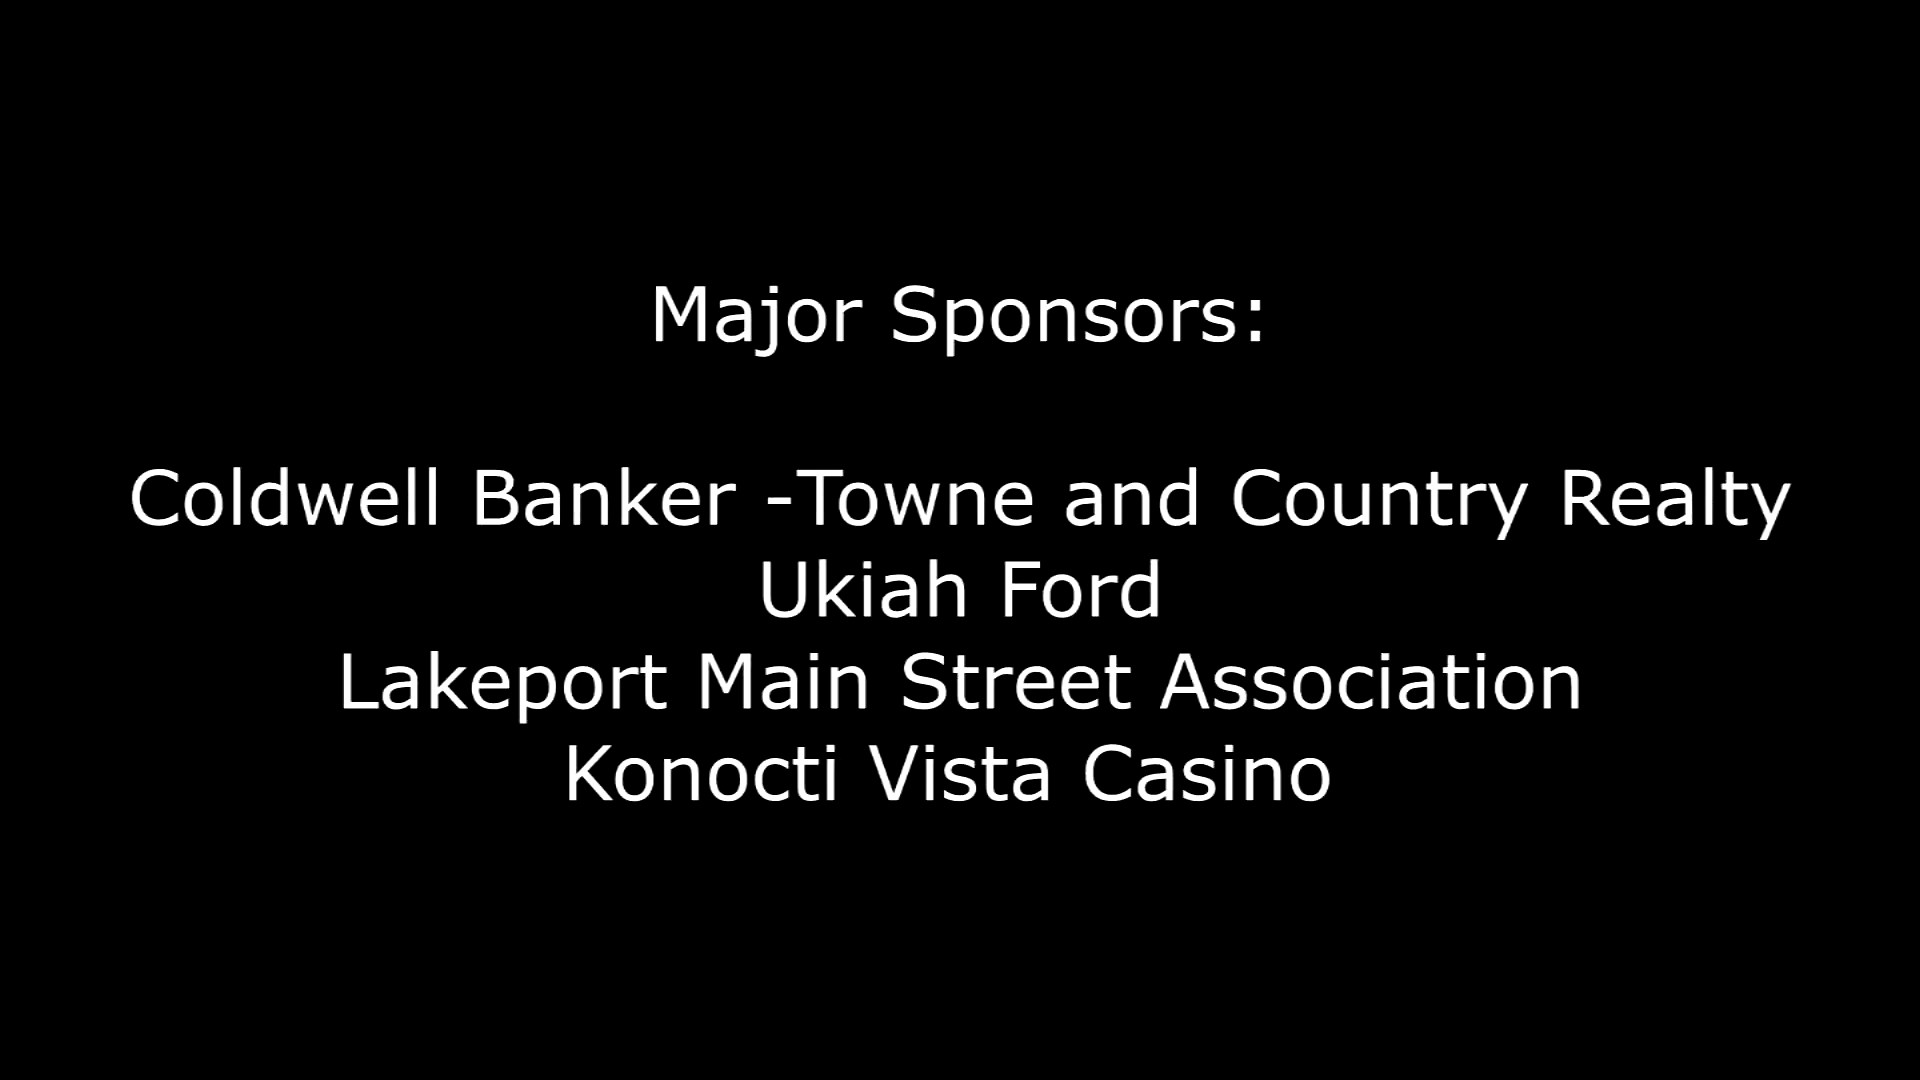 Major Sponsors:
Coldwell Banker -Towne and Country Realty
Ukiah Ford
Lakeport Main Street Association
Konocti Vista Casino